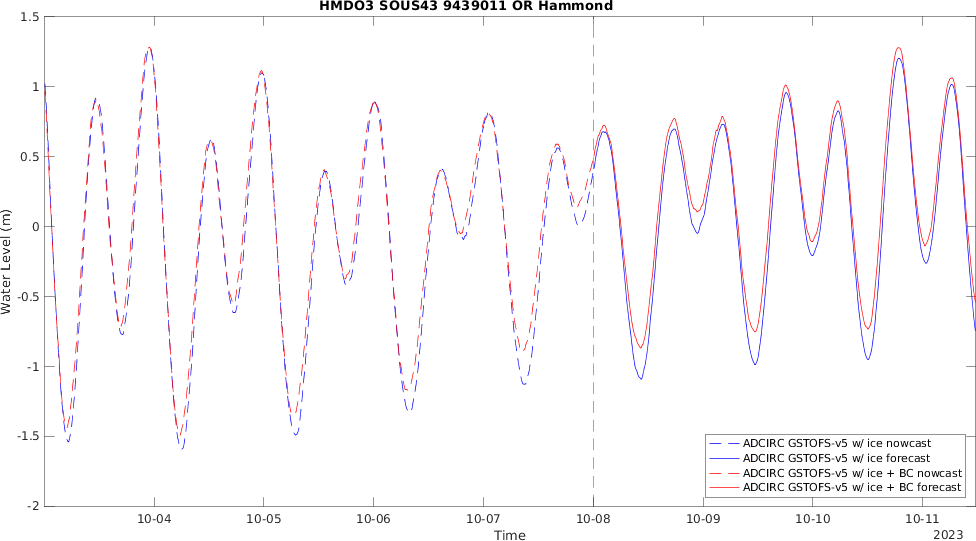 HMDO3 SOUS43 9439011 OR Hammond
1.5
1
0.5
0
-0.5
-1
-1.5
-2
Water Level (m)
10-04
10-05
10-06
10-07
10-08
10-09
10-10
10-11
Time
2023
ADCIRC GSTOFS-v5 w/ ice nowcast
ADCIRC GSTOFS-v5 w/ ice forecast
ADCIRC GSTOFS-v5 w/ ice + BC nowcast
ADCIRC GSTOFS-v5 w/ ice + BC forecast